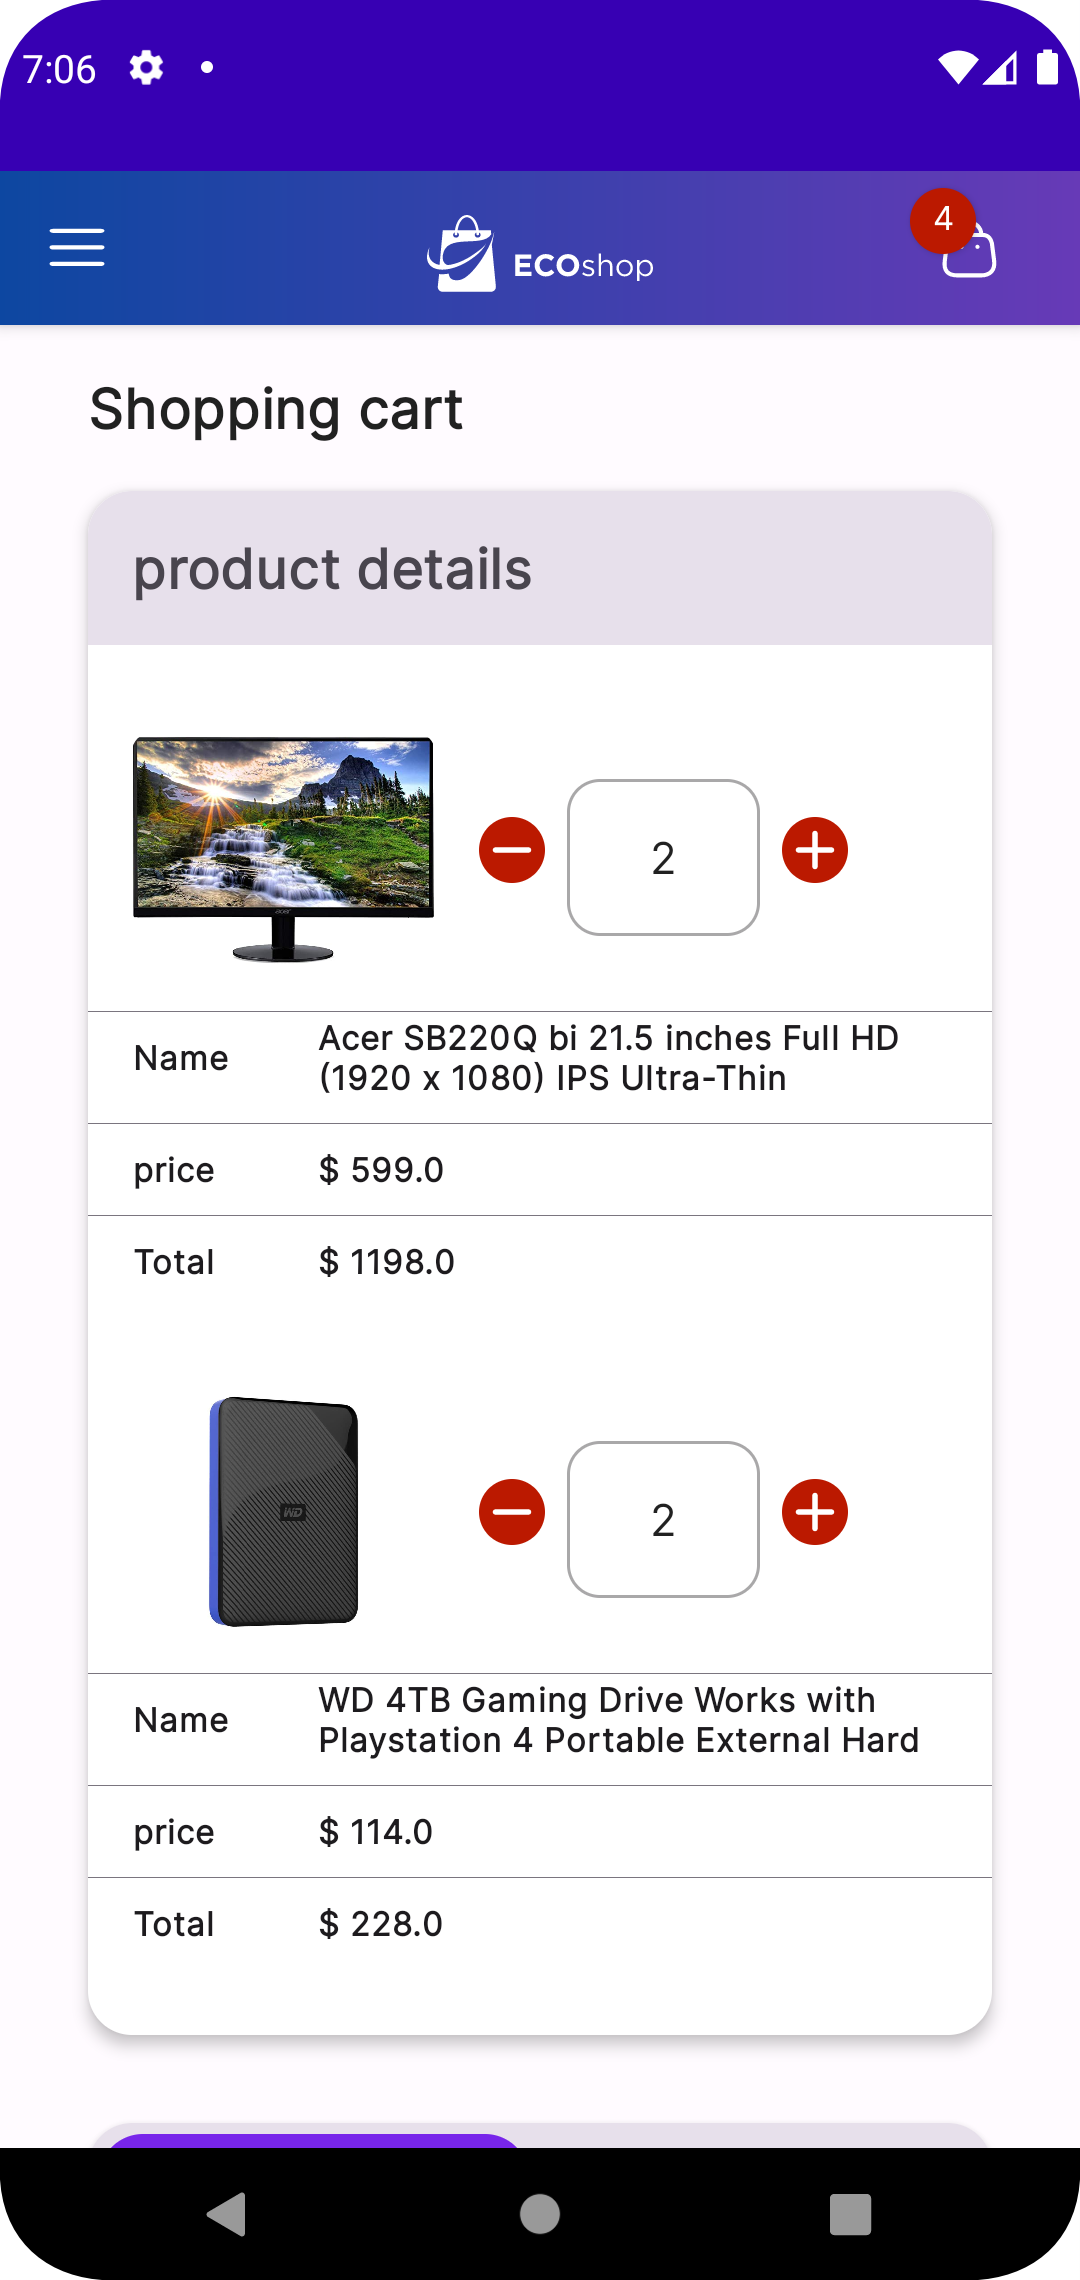 7:06
4
ECOshop
Shopping cart
product details
acer
2
Name
Acer SB220Q bi 21.5 inches Full HD
(1920 x 1080) IPS Ultra-Thin
price
$ 599.0
Total
$ 1198.0
WD
2
Name
WD 4TB Gaming Drive Works with
Playstation 4 Portable External Hard
price
$ 114.0
Total
$ 228.0